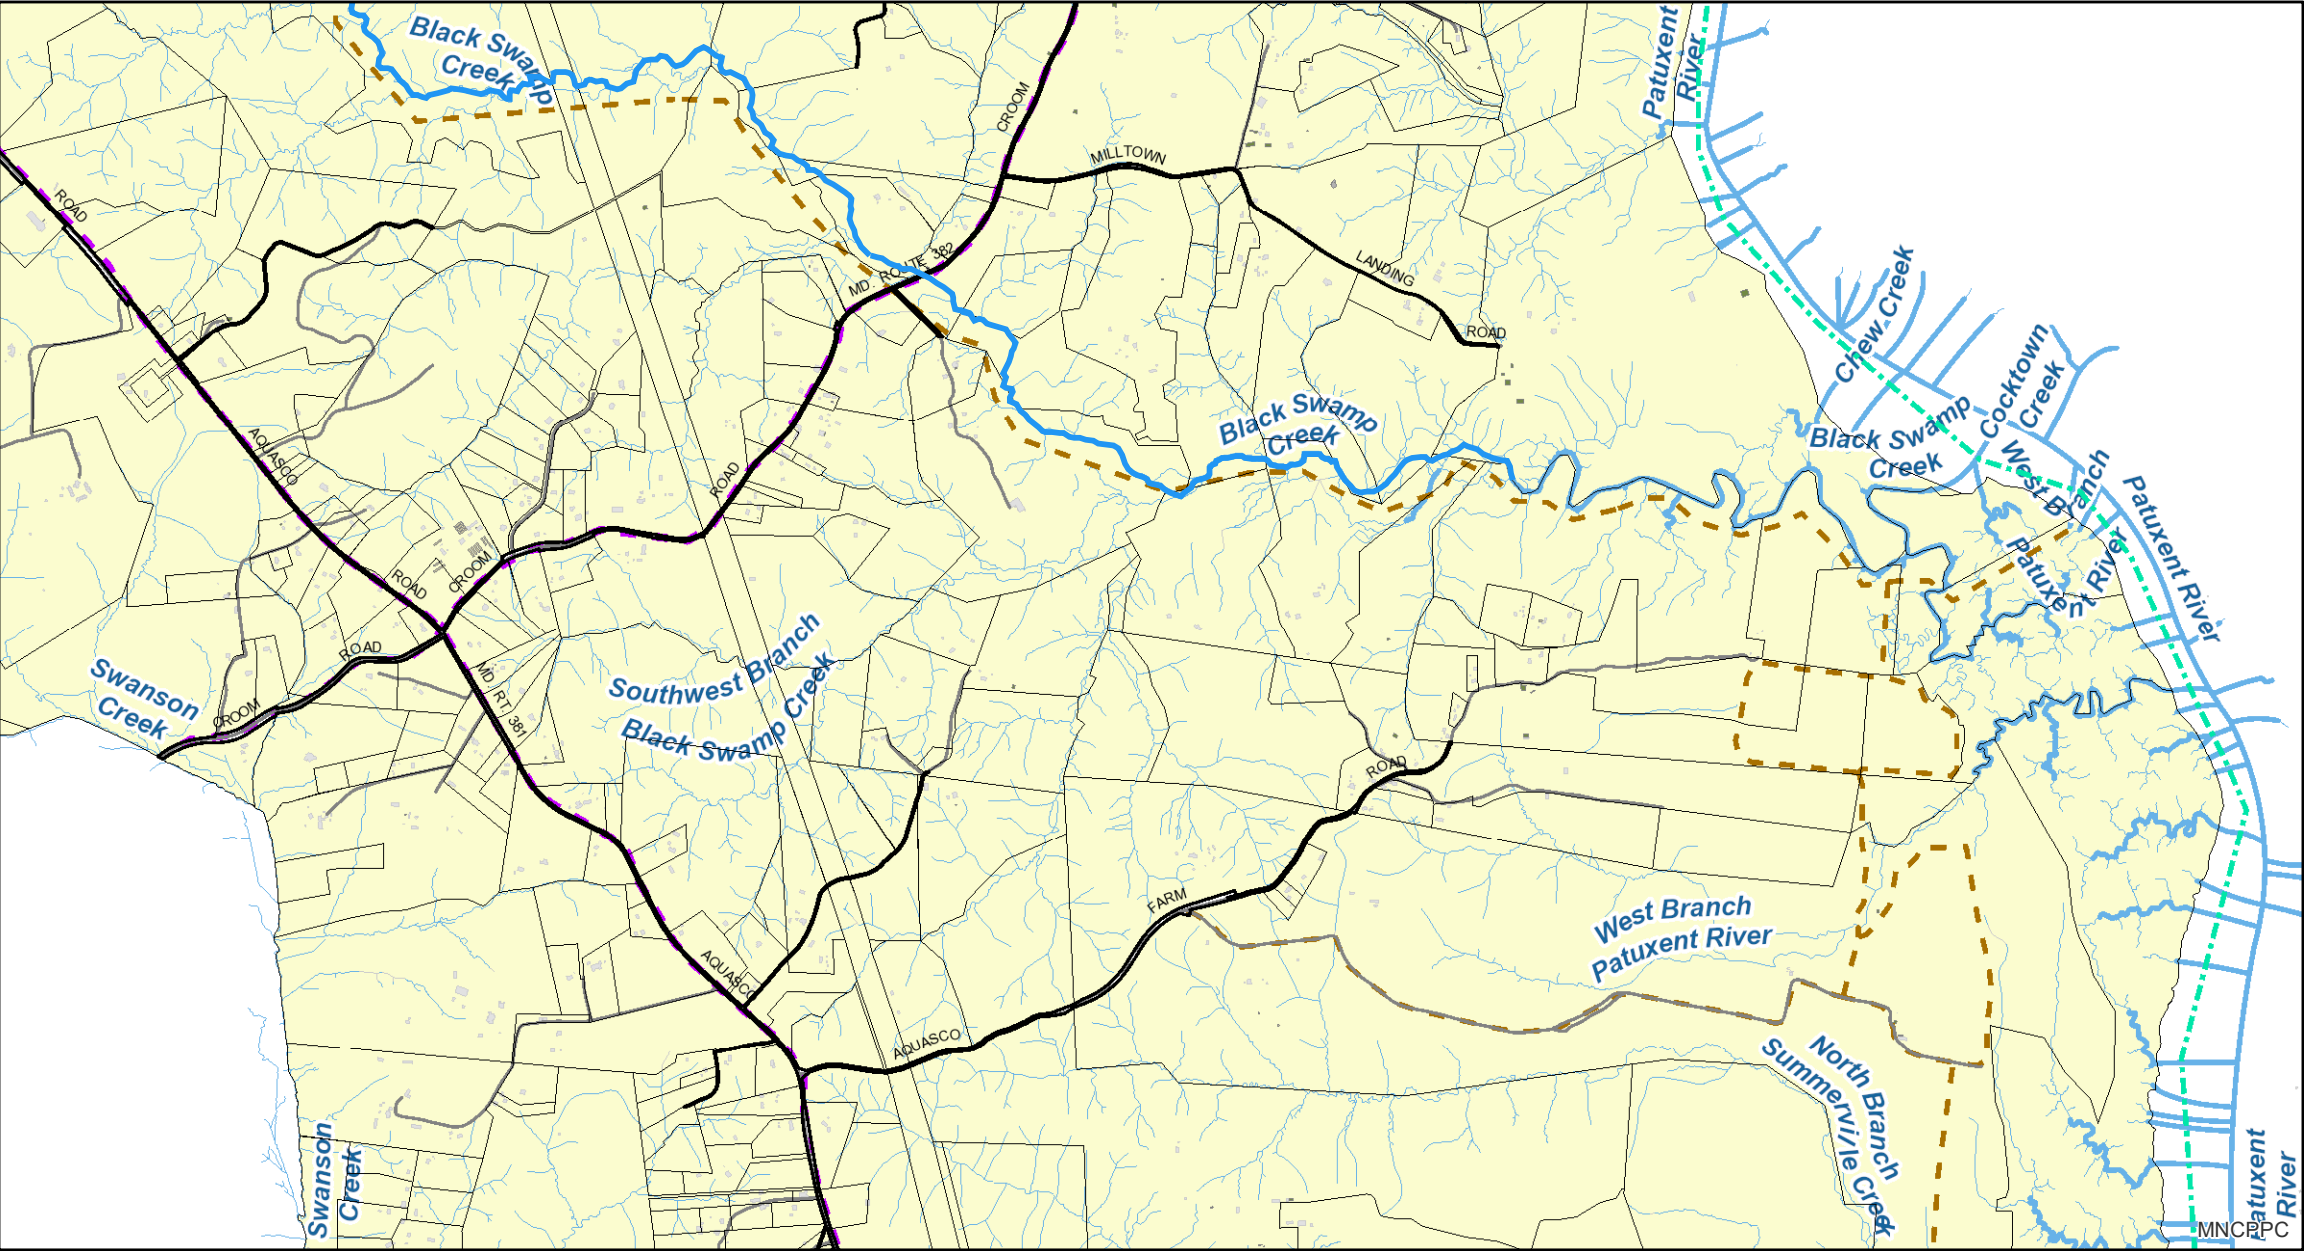 Black Swamp
Creek
Patuxent
River
CROOM
MILLTOWN
ROAD
MD. ROUTE 382
LANDING
ROAD
Chew Creek
Cocktown
Creek
Black Swamp
Creek
Black Swamp
Creek
West Branch
Patuxent River
Patuxent River
AQUASCO
ROAD
ROAD
CROOM
ROAD
Swanson
Creek
CROOM
MD. RT. 381
Southwest Branch
Black Swamp Creek
ROAD
FARM
West Branch
Patuxent River
AQUASCO
AQUASCO
North Branch
Summerville Creek
Swanson
Creek
Patuxent
River
MNCPPC